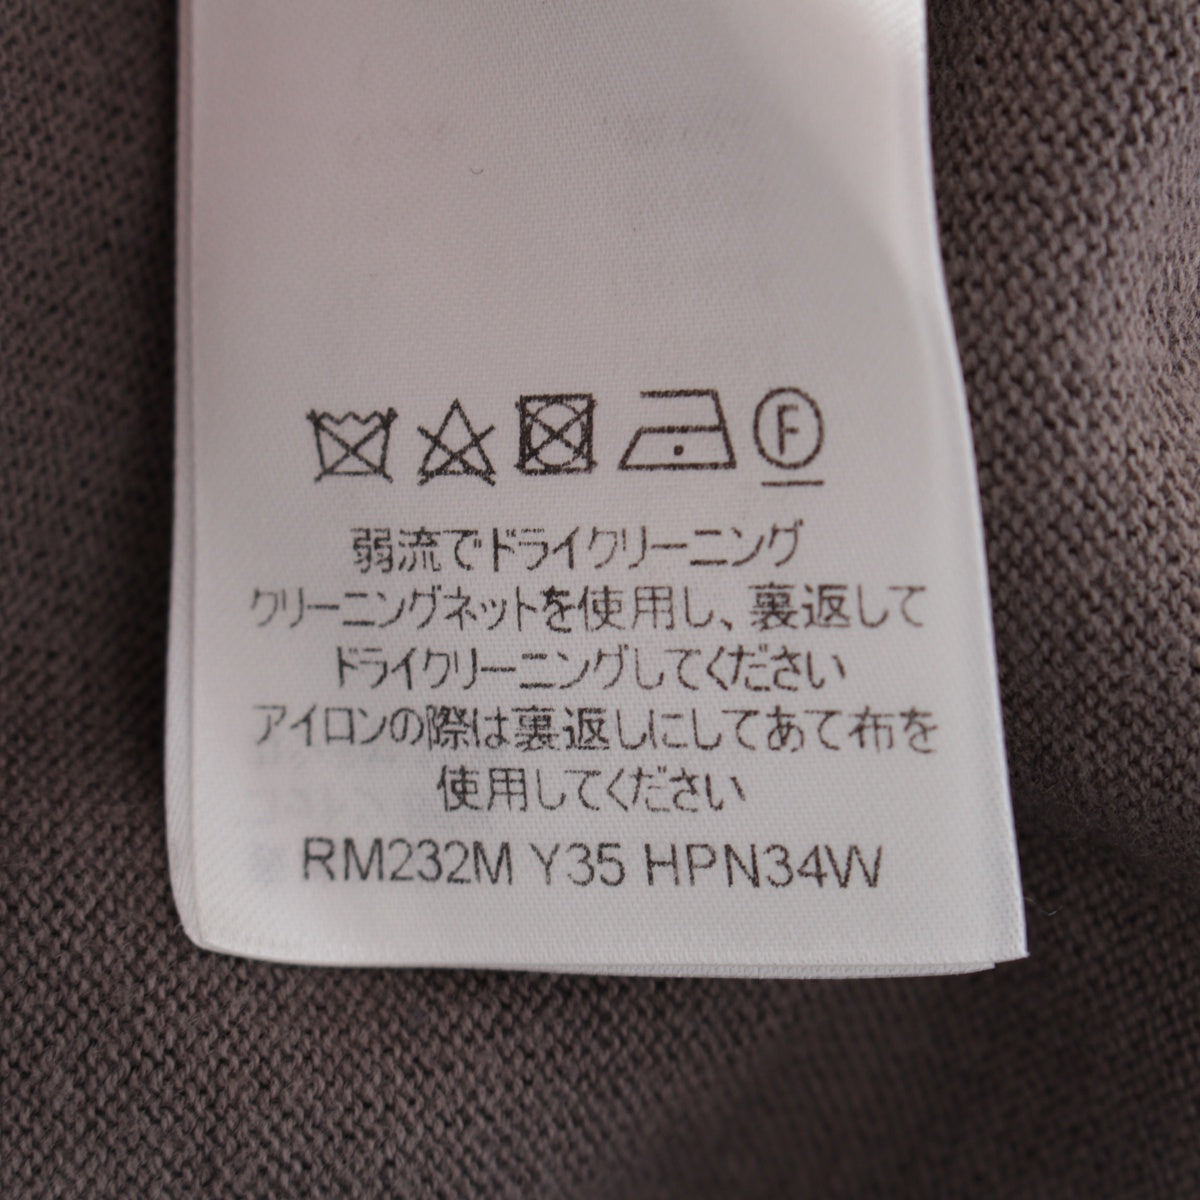 F
弱流でドライクリーニング
クリーニングネットを使用し、裏返して
ドライクリーニングしてください
アイロンの際は裏返しにしてあて布を
使用してください
RM232M Y35 HPN34W